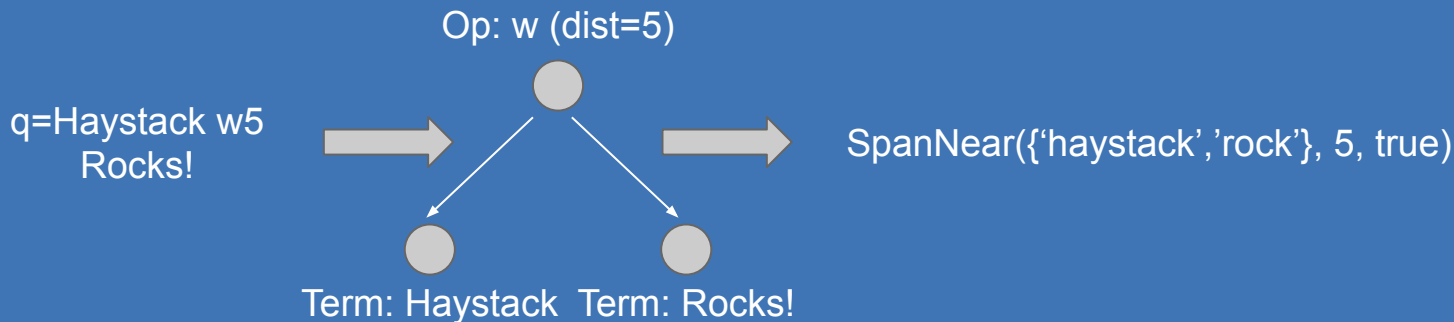 Op: w (dist=5)
q=Haystack w5
Rocks!
SpanNear({‘haystack’,’rock’}, 5, true)
Term: Haystack
Term: Rocks!